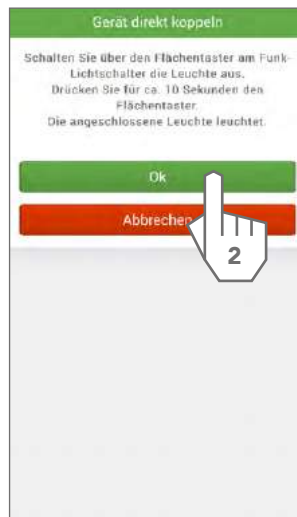 Gerät direkt koppeln
Schalten Sie über den Flächentaster am Funk-
Lichtschalter die Leuchte aus.
Drücken Sie für ca. 10 Sekunden den
Flächentaster.
Die angeschlossene Leuchte leuchtet.
Ok
Abbrechen
2